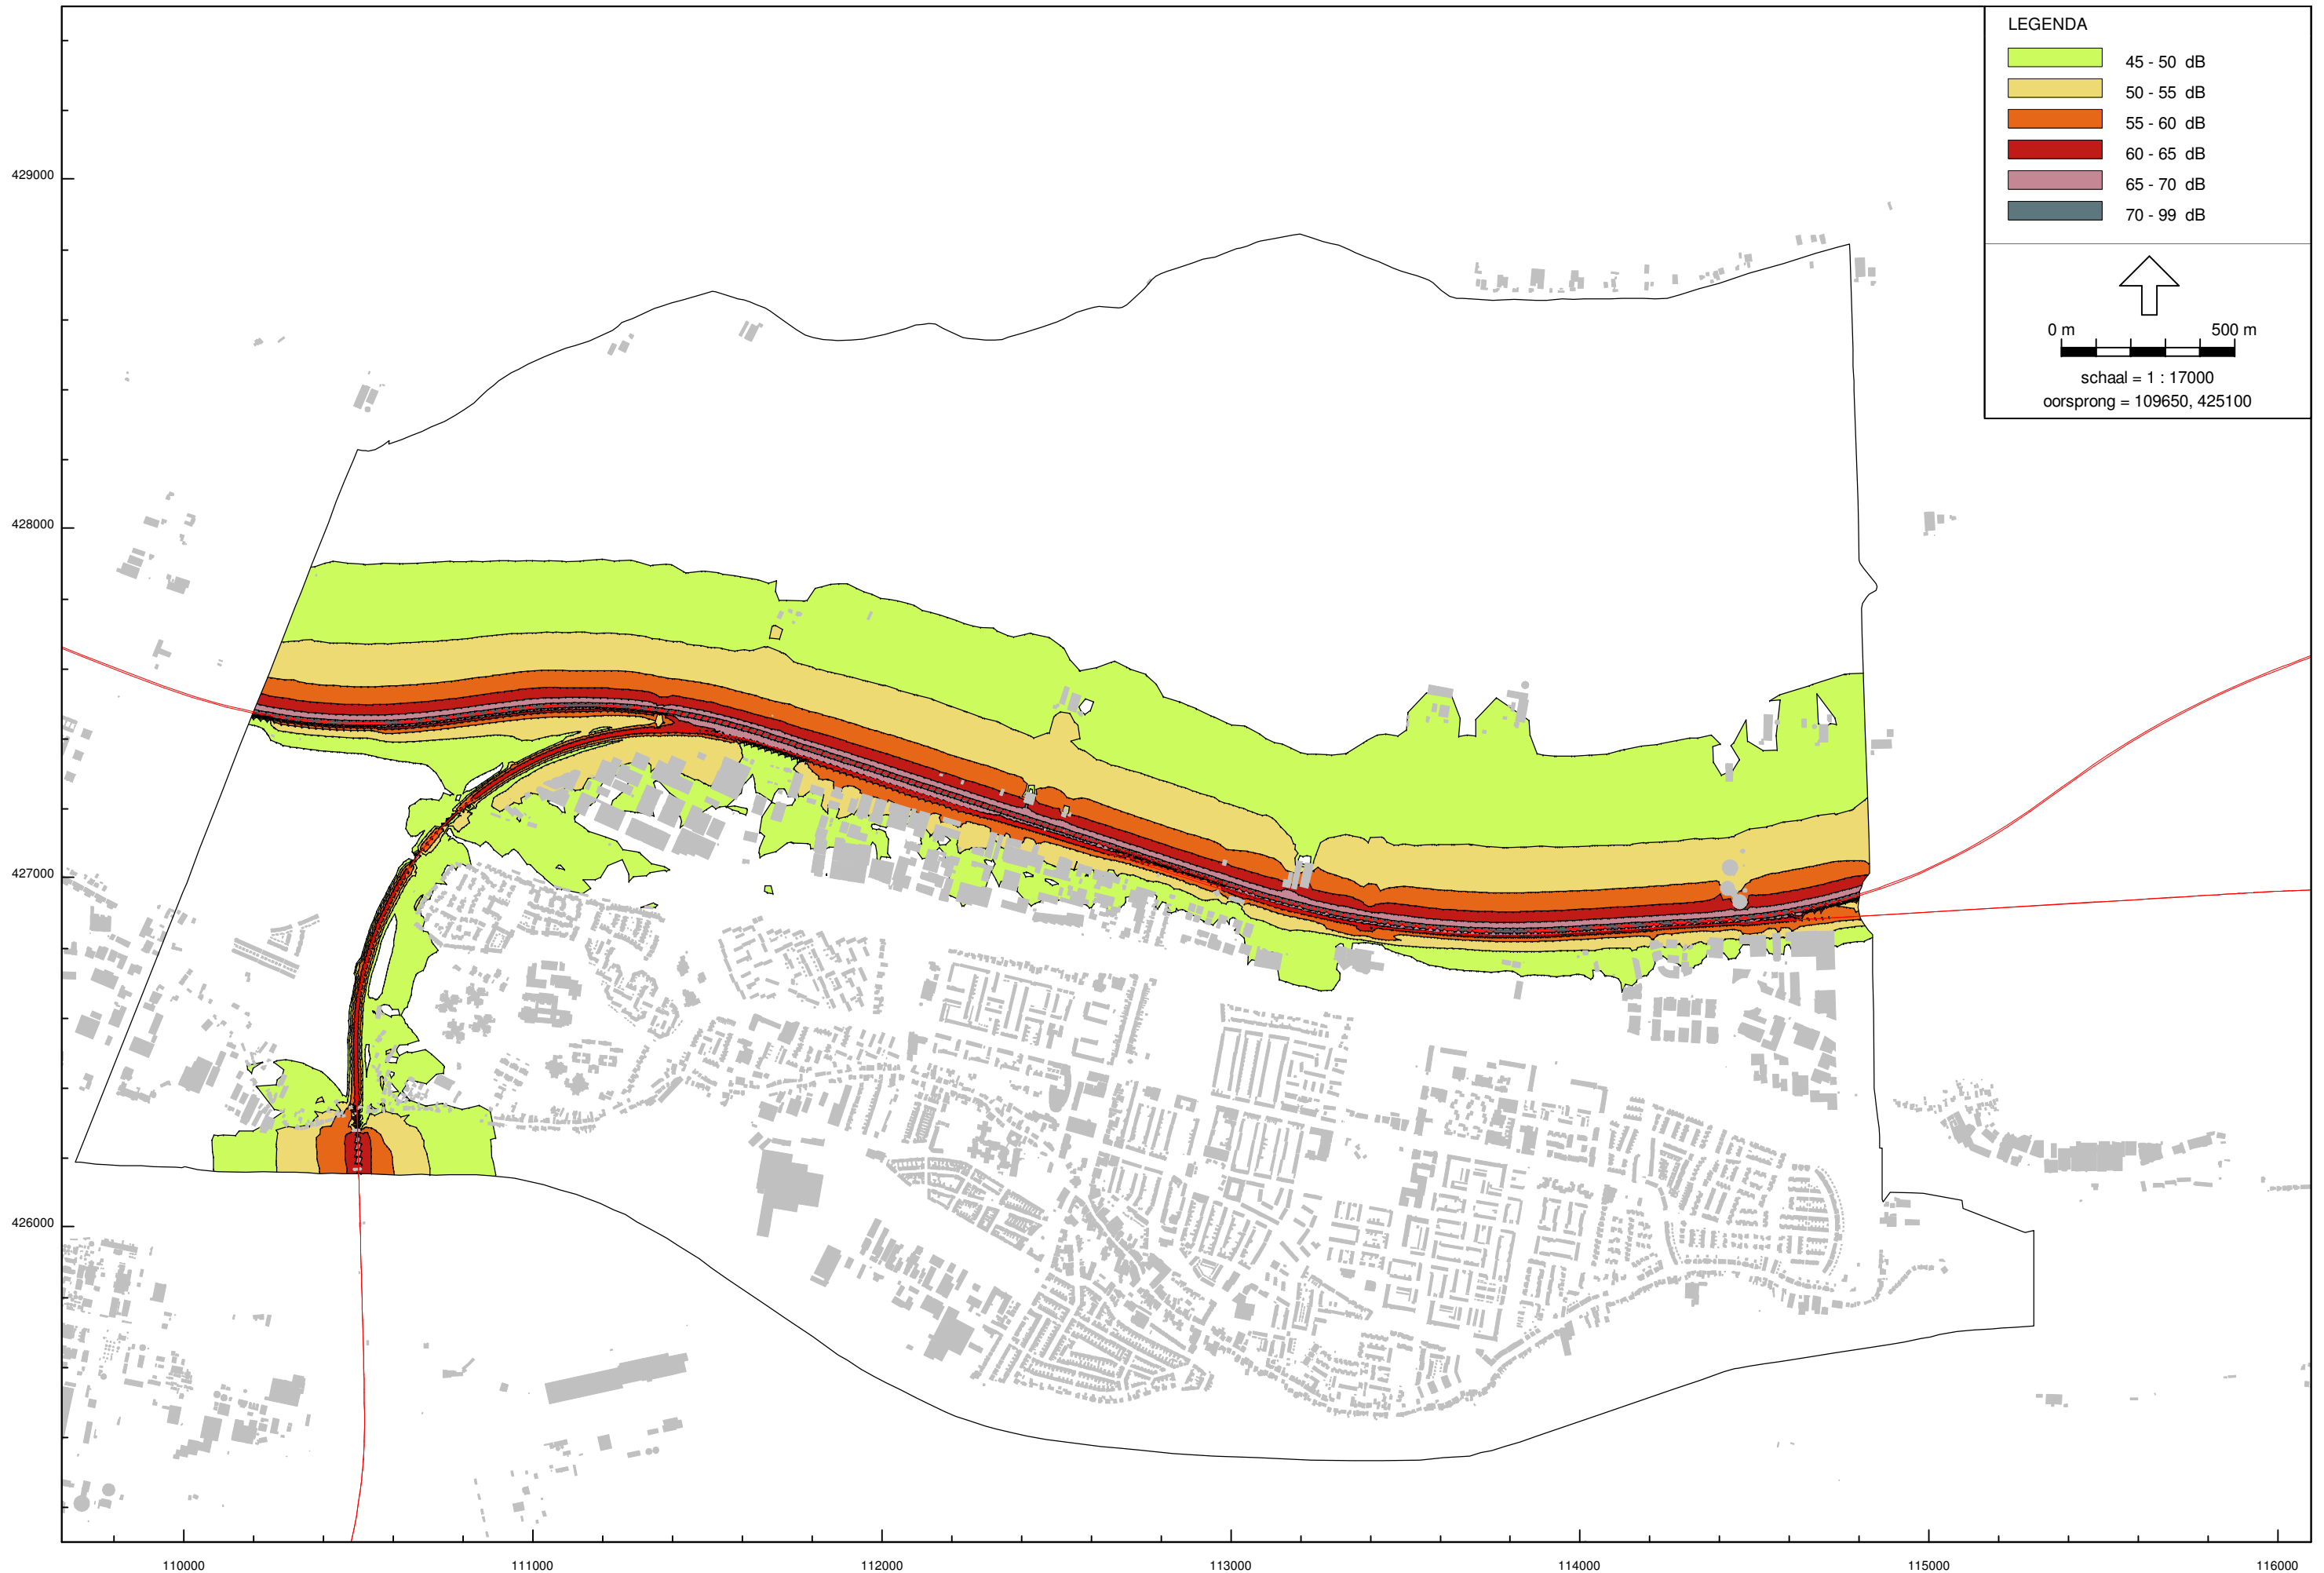 LEGENDA
45 - 50 dB
50 - 55 dB
55 - 60 dB
60 - 65 dB
65 - 70 dB
70 - 99 dB
0 m 500 m
schaal = 1 : 17000
oorsprong = 109650, 425100
429000
428000
427000
426000
110000 111000 112000 113000 114000 115000 116000